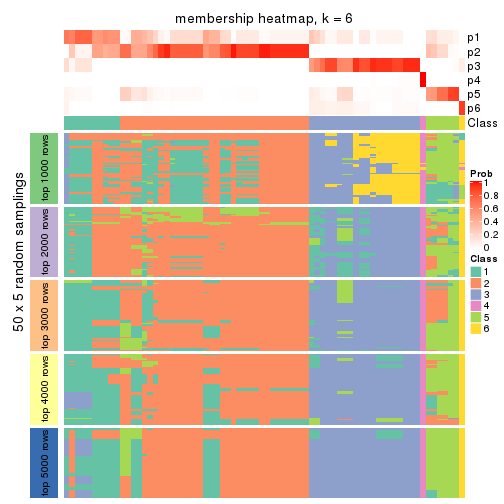 membership heatmap, k = 6
p1
p2
p3
p4
p5
p6
Class
50 x 5 random samplings
top 1000 rows
top 2000 rows
top 3000 rows
top 4000 rows
top 5000 rows
Prob
1
0.8
0.6
0.4
0.2
0
Class
1
2
3
4
5
6